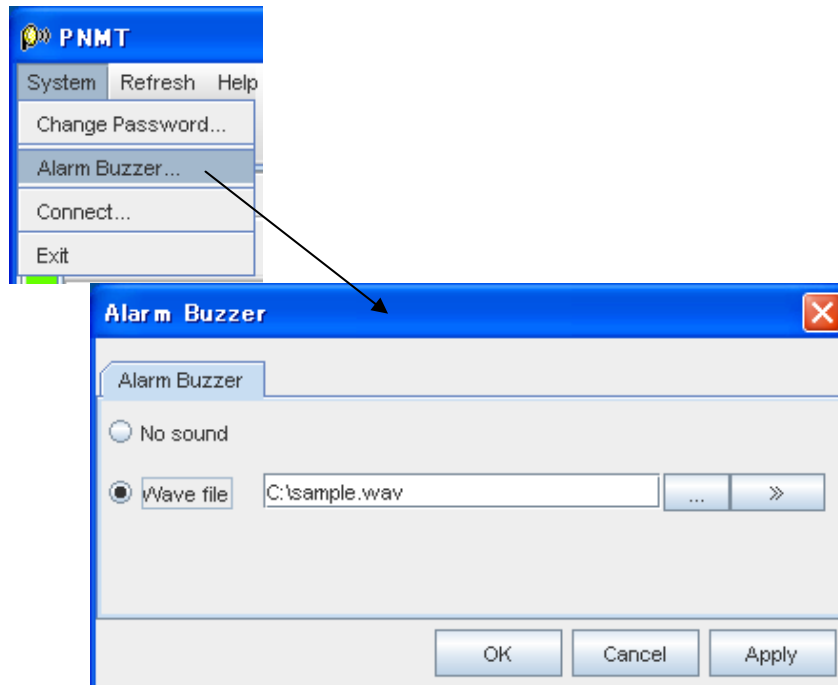 PNMT
System Refresh Help
Change Password...
Alarm Buzzer...
Connect...
Exit
Alarm Buzzer
Alarm Buzzer
No sound
Wave file C:\sample.wav ... »
OK Cancel Apply